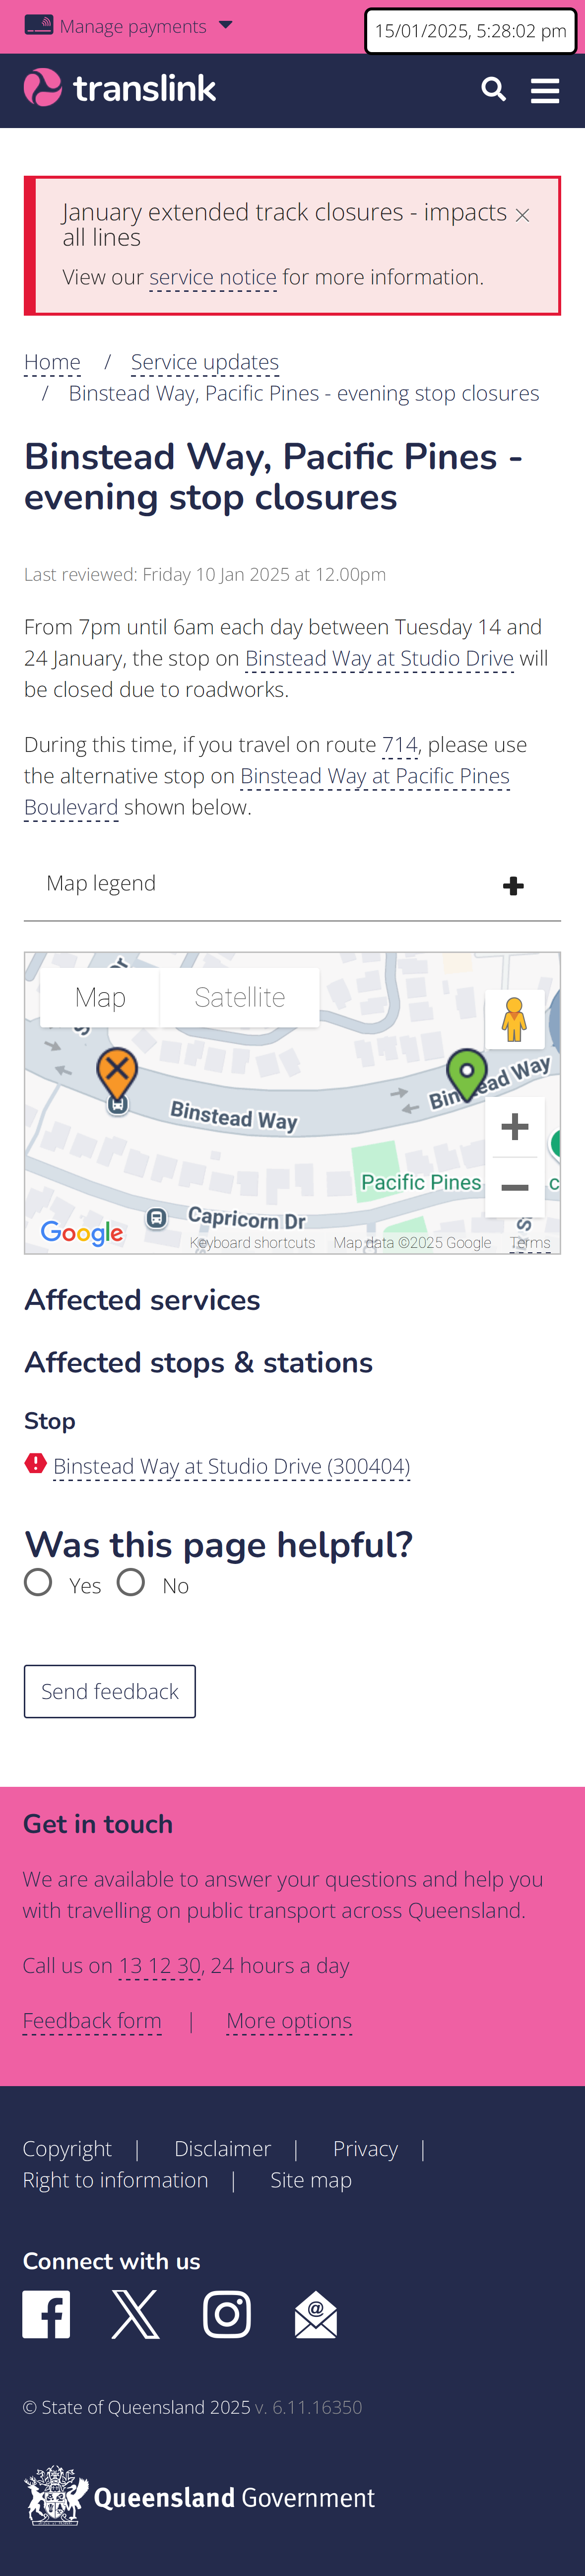 Manage payments
15/01/2025, 5:28:02 pm
translink
January extended track closures - impacts
all lines
View our service notice for more information.
Home / Service updates
/ Binstead Way, Pacific Pines - evening stop closures
Binstead Way, Pacific Pines -
evening stop closures
Last reviewed: Friday 10 Jan 2025 at 12.00pm
From 7pm until 6am each day between Tuesday 14 and
24 January, the stop on Binstead Way at Studio Drive will
be closed due to roadworks.
During this time, if you travel on route 714, please use
the alternative stop on Binstead Way at Pacific Pines
Boulevard shown below.
Map legend
Map
Satellite
Binstead Way
Binstead Way
Pacific Pines
Capricorn Dr
Google
Keyboard shortcuts
Map data ©2025 Google
Terms
Affected services
Affected stops & stations
Stop
Binstead Way at Studio Drive (300404)
Was this page helpful?
Yes
No
Send feedback
Get in touch
We are available to answer your questions and help you
with travelling on public transport across Queensland.
Call us on 13 12 30, 24 hours a day
Feedback form | More options
Copyright | Disclaimer | Privacy |
Right to information | Site map
Connect with us
© State of Queensland 2025 v. 6.11.16350
Queensland Government